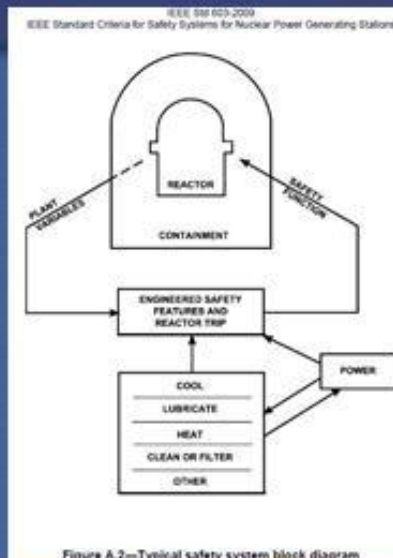 IEEE Std 603-2009
IEEE Standard Criteria for Safety Systems for Nuclear Power Generating Stations
REACTOR
CONTAINMENT
PLANT
VARIABLES
SAFETY
FUNCTION
ENGINEERED SAFETY
FEATURES AND
REACTOR TRIP
POWER
COOL
LUBRICATE
HEAT
CLEAN OR FILTER
OTHER
Figure A.2—Typical safety system block diagram